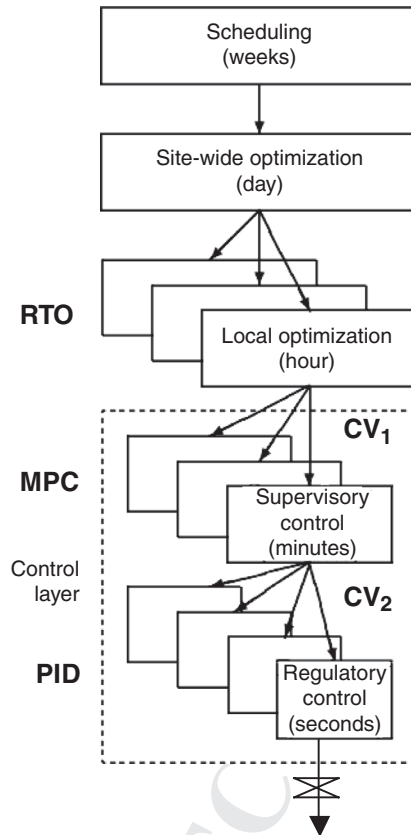 Scheduling
(weeks)
Site-wide optimization
(day)
RTO
Local optimization
(hour)
CV1
MPC
Supervisory
control
(minutes)
Control
layer
CV2
PID
Regulatory
control
(seconds)